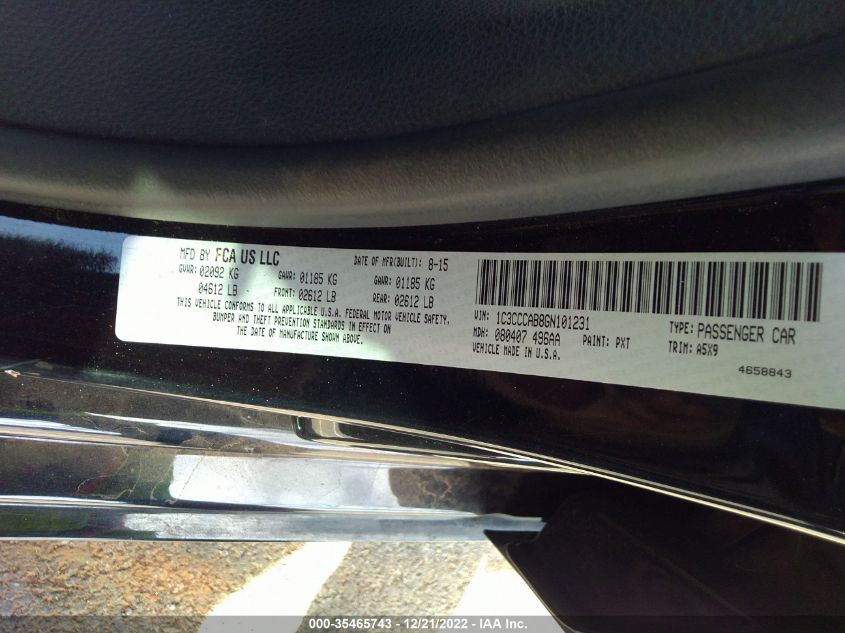 MFD BY FCA US LLC DATE OF MFR(BUILT): 8-15
GVWR: 02092 KG GAWR: 01185 KG GAWR: 01185 KG
04612 LB FRONT: 02612 LB REAR: 02612 LB
THIS VEHICLE CONFORMS TO ALL APPLICABLE U.S.A. FEDERAL MOTOR VEHICLE SAFETY,
BUMPER AND THEFT PREVENTION STANDARDS IN EFFECT ON
THE DATE OF MANUFACTURE SHOWN ABOVE.
VIN: 1C3CCCAB8GN101231 TYPE: PASSENGER CAR
MDH: 080407 496AA PAINT: PXT TRIM: A5X9
VEHICLE MADE IN U.S.A.
4658843
000-35465743 - 12/21/2022 - IAA Inc.